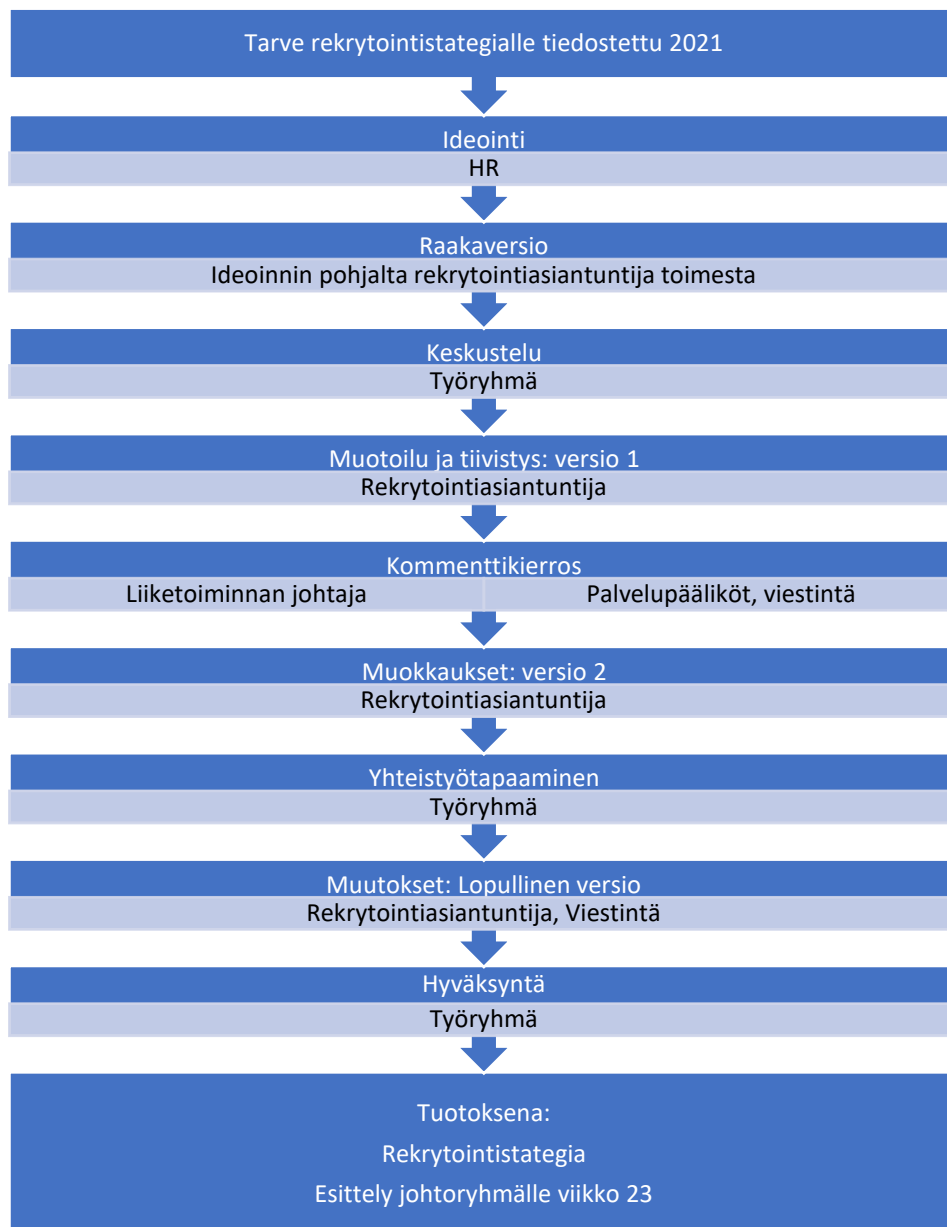 Tarve rekrytointistategialle tiedostettu 2021
Ideointi
HR
Raakaversio
Ideoinnin pohjalta rekrytointiasiantuntija toimesta
Keskustelu
Työryhmä
Muotoilu ja tiivistys: versio 1
Rekrytointiasiantuntija
Kommenttikierros
Liiketoiminnan johtaja
Palvelupääliköt, viestintä
Muokkaukset: versio 2
Rekrytointiasiantuntija
Yhteistyötapaaminen
Työryhmä
Muutokset: Lopullinen versio
Rekrytointiasiantuntija, Viestintä
Hyväksyntä
Työryhmä
Tuotoksena:
Rekrytointistategia
Esittely johtoryhmälle viikko 23